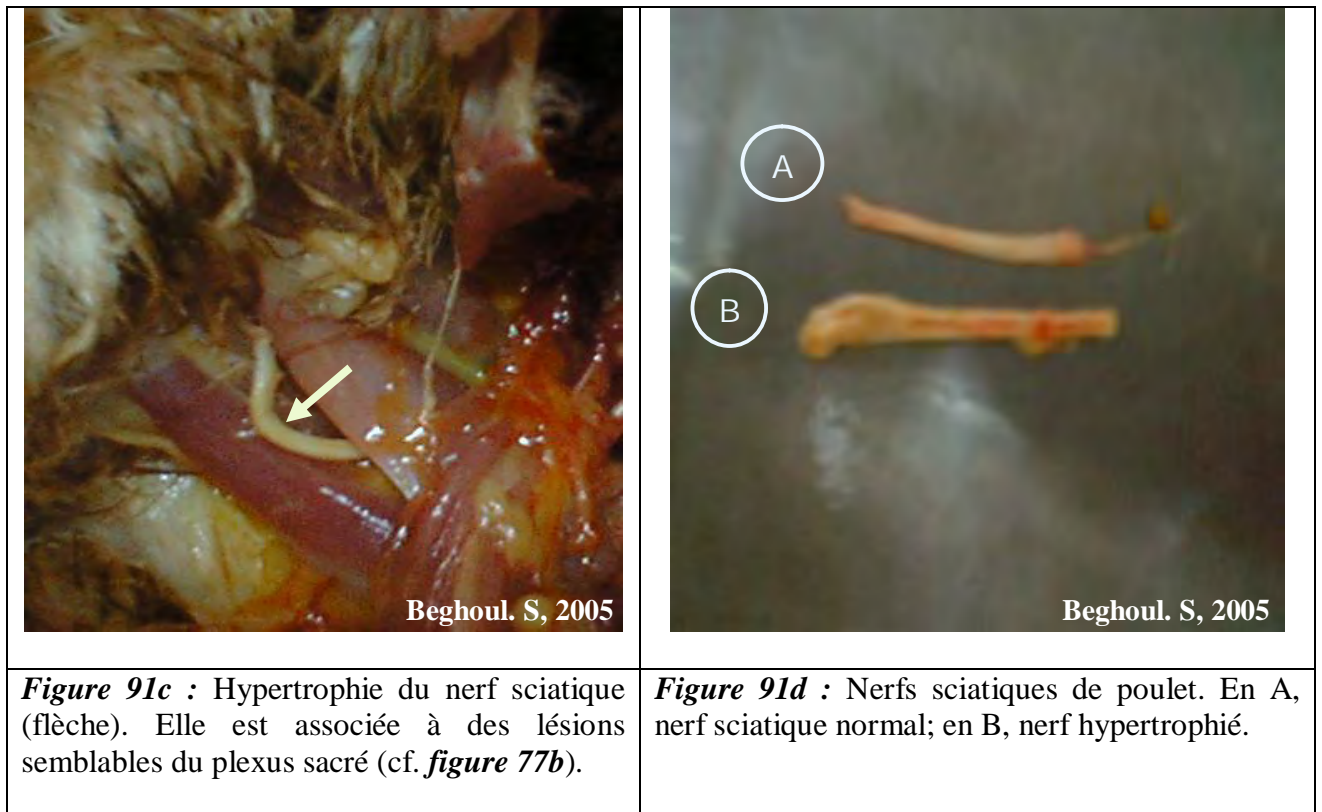 Beghoul. S, 2005
A
B
Beghoul. S, 2005
Figure 91c : Hypertrophie du nerf sciatique
(flèche). Elle est associée à des lésions
semblables du plexus sacré (cf. figure 77b).
Figure 91d : Nerfs sciatiques de poulet. En A,
nerf sciatique normal; en B, nerf hypertrophié.